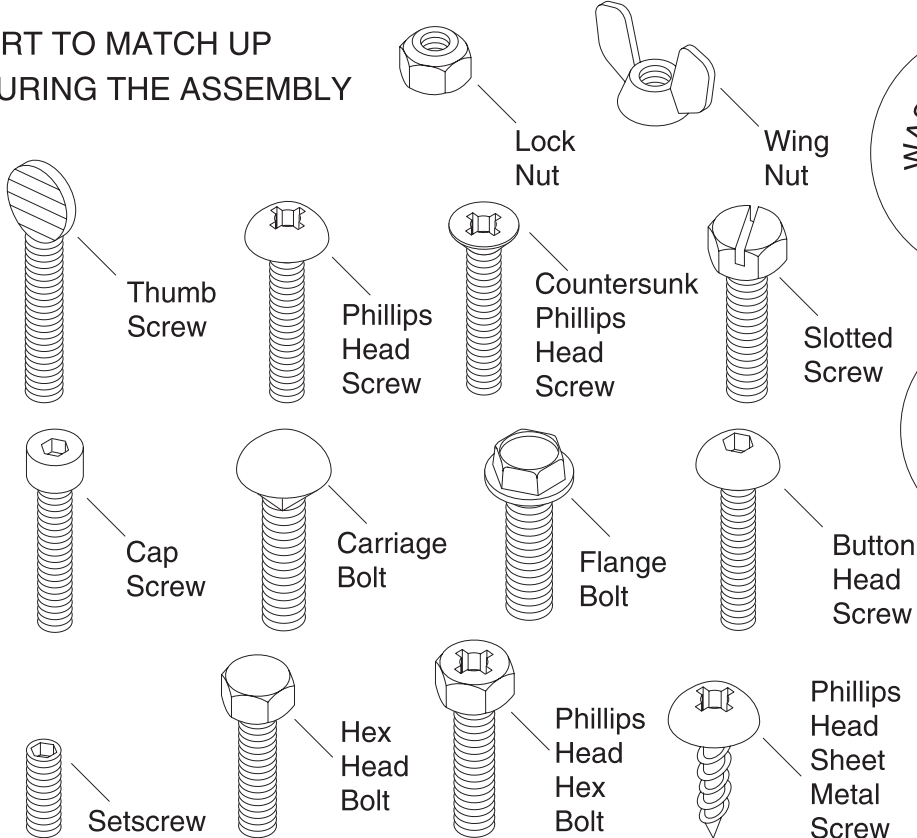 RT TO MATCH UP
URING THE ASSEMBLY
Lock
Nut
Wing
Nut
Thumb
Screw
Phillips
Head
Screw
Countersunk
Phillips
Head
Screw
Slotted
Screw
Cap
Screw
Carriage
Bolt
Flange
Bolt
Button
Head
Screw
Setscrew
Hex
Head
Bolt
Phillips
Head
Hex
Bolt
Phillips
Head
Sheet
Metal
Screw